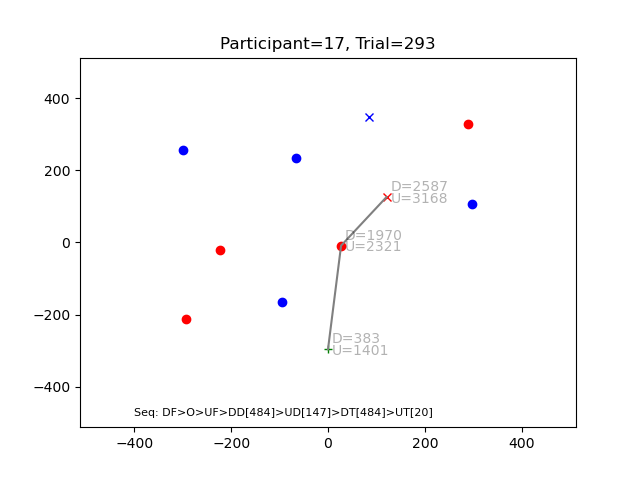 Participant=17, Trial=293
400
200
0
−200
−400
D=2587
U=3168
D=1970
U=2321
D=383
U=1401
Seq: DF>O>UF>DD[484]>UD[147]>DT[484]>UT[20]
−400 −200 0 200 400